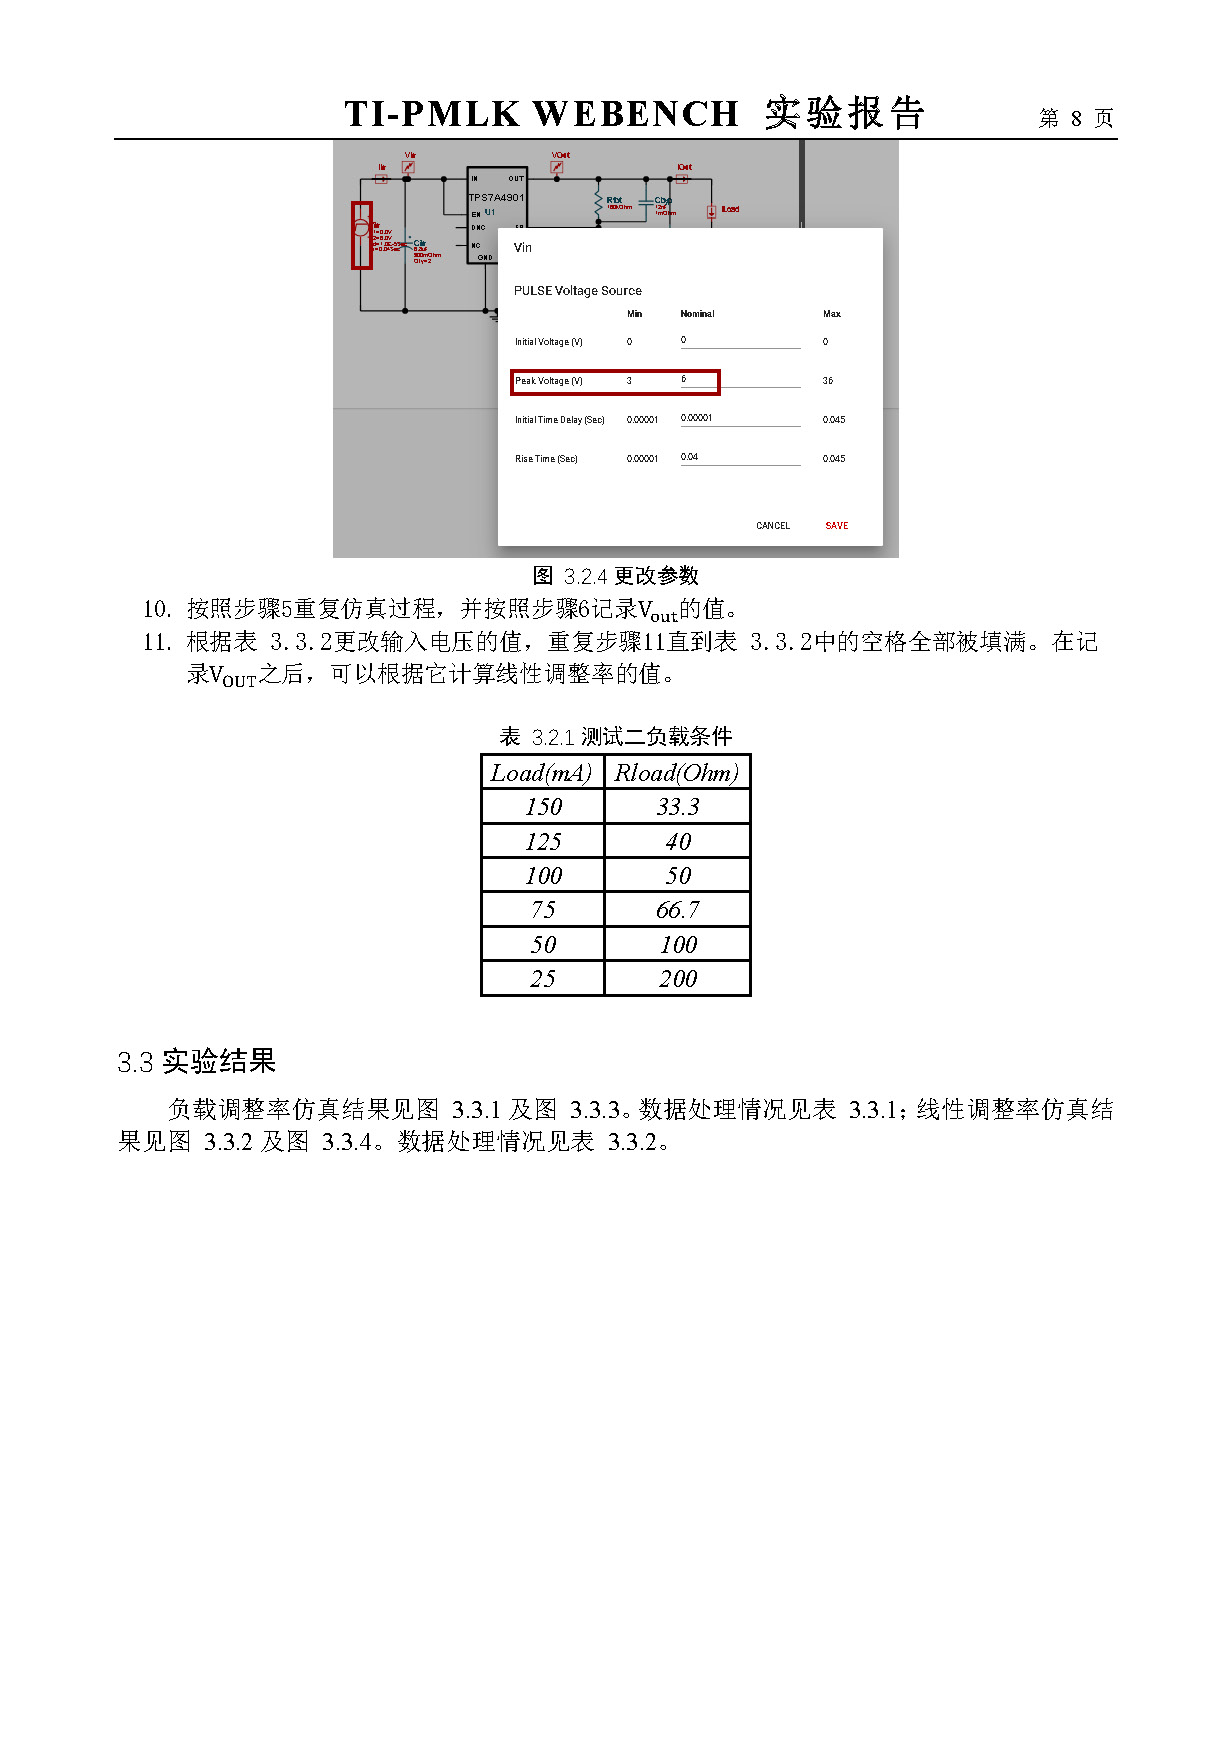 TI-PMLK WEBENCH 实验报告 第 8 页
Vin
VOut
Iin
IOut
IN OUT
TPS7A4901
EN U1
DNC
NC
GND
Rfbt
Cbyp
ILoad
Cin
Qty=2
Vin
PULSE Voltage Source
Min Nominal Max
Initial Voltage (V) 0 0 0
Peak Voltage (V) 3 6 36
Initial Time Delay (Sec) 0.00001 0.00001 0.045
Rise Time (Sec) 0.00001 0.04 0.045
CANCEL SAVE
图 3.2.4 更改参数
10. 按照步骤5重复仿真过程，并按照步骤6记录Vout的值。
11. 根据表 3.3.2更改输入电压的值，重复步骤11直到表 3.3.2中的空格全部被填满。在记
录VOUT之后，可以根据它计算线性调整率的值。
表 3.2.1 测试二负载条件
Load(mA) Rload(Ohm)
150 33.3
125 40
100 50
75 66.7
50 100
25 200
3.3 实验结果
负载调整率仿真结果见图 3.3.1 及图 3.3.3。数据处理情况见表 3.3.1；线性调整率仿真结
果见图 3.3.2 及图 3.3.4。数据处理情况见表 3.3.2。